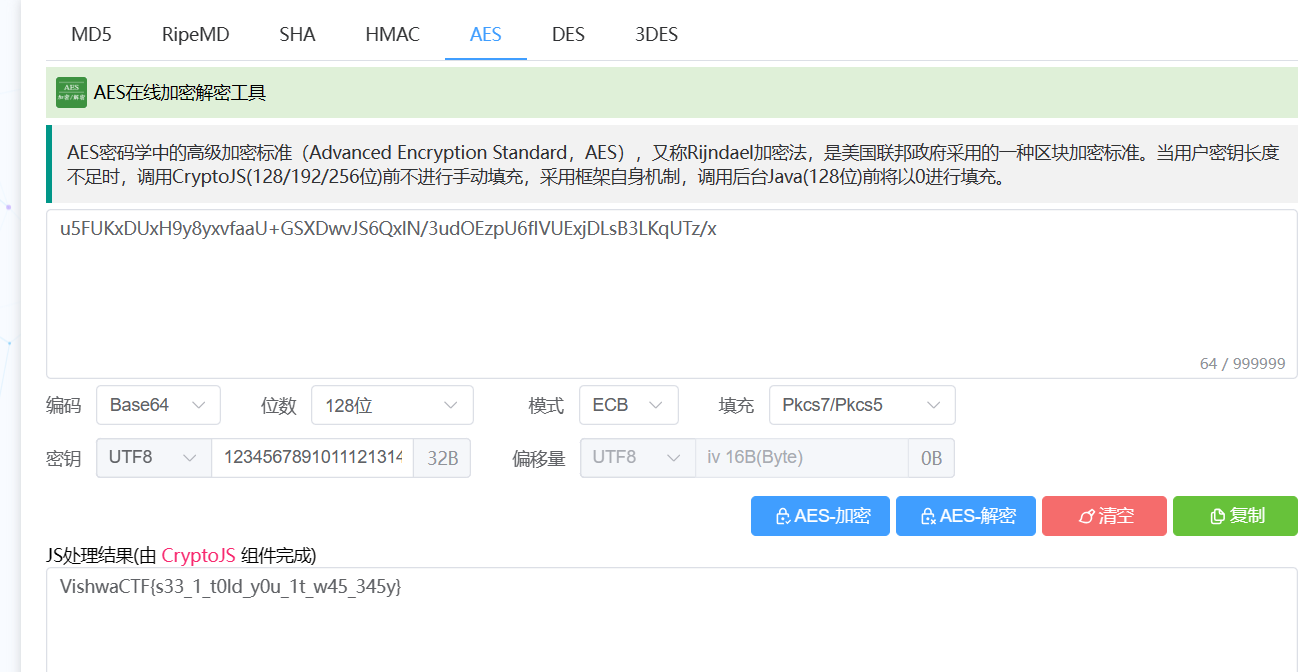 MD5 RipeMD SHA HMAC AES DES 3DES
AES在线加密解密工具
AES密码学中的高级加密标准（Advanced Encryption Standard，AES），又称Rijndael加密法，是美国联邦政府采用的一种区块加密标准。当用户密钥长度
不足时，调用CryptoJS(128/192/256位)前不进行手动填充，采用框架自身机制，调用后台Java(128位)前将以0进行填充。
u5FUKxDUxH9y8yxvfaaU+GSXDwvJS6QxIN/3udOEzpU6fIVUExjDLsB3LKqUTz/x
64 / 999999
编码 Base64 位数 128位 模式 ECB 填充 Pkcs7/Pkcs5
密钥 UTF8 1234567891011121314 32B 偏移量 UTF8 iv 16B(Byte) 0B
AES-加密 AES-解密 清空 复制
JS处理结果(由 CryptoJS 组件完成)
VishwaCTF{s33_1_t0ld_y0u_1t_w45_345y}